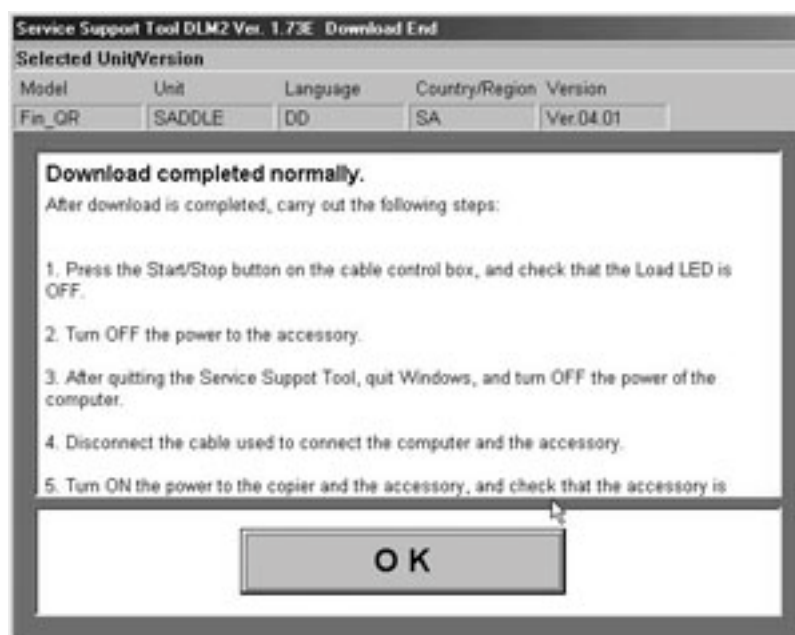 Service Support Tool DLM2 Ver. 1.73E Download End
Selected Unit/Version
Model Unit Language Country/Region Version
Fin_QR SADDLE DD SA Ver.04.01
Download completed normally.
After download is completed, carry out the following steps:
1. Press the Start/Stop button on the cable control box, and check that the Load LED is
OFF.
2. Turn OFF the power to the accessory.
3. After quitting the Service Suppot Tool, quit Windows, and turn OFF the power of the
computer.
4. Disconnect the cable used to connect the computer and the accessory.
5. Turn ON the power to the copier and the accessory, and check that the accessory is
O K